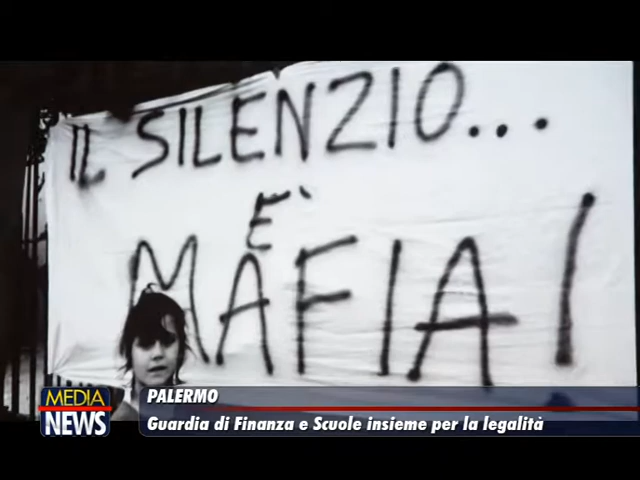 IL SILENZIO...
È
MAFIA!
MEDIA
NEWS
PALERMO
Guardia di Finanza e Scuole insieme per la legalità